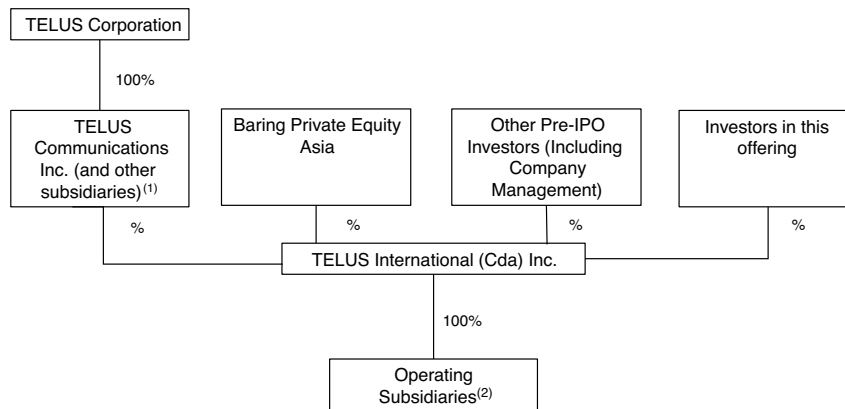 TELUS Corporation
100%
TELUS
Communications
Inc. (and other
subsidiaries)(1)
Baring Private Equity
Asia
Other Pre-IPO
Investors (Including
Company
Management)
Investors in this
offering
%
%
%
%
TELUS International (Cda) Inc.
100%
Operating
Subsidiaries(2)